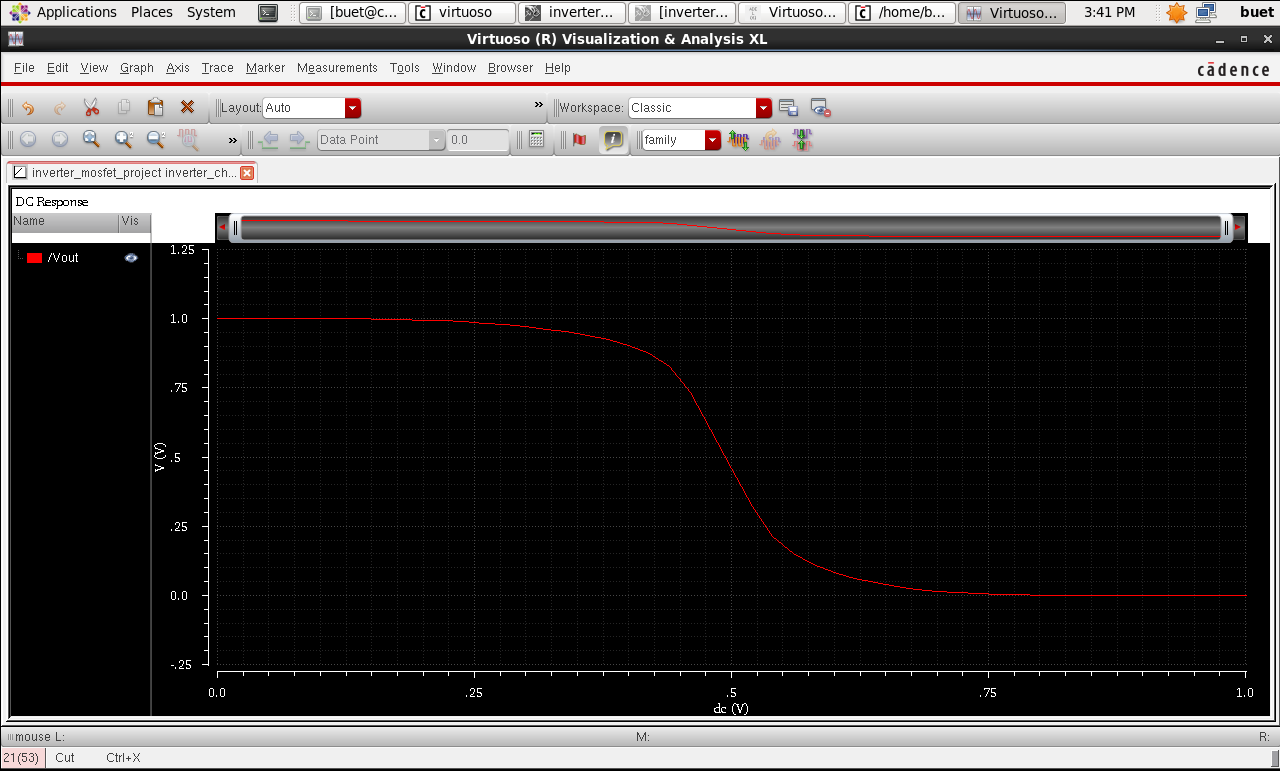 Applications Places System [buet@c... virtuoso inverter... [inverter... Virtuoso... /home/b... Virtuoso... 3:41 PM buet
Virtuoso (R) Visualization & Analysis XL
File Edit View Graph Axis Trace Marker Measurements Tools Window Browser Help cādence
Layout: Auto » Workspace: Classic
» Data Point 0.0 family
inverter_mosfet_project inverter_ch...
DC Response
Name Vis
/Vout
1.25
1.0
.75
.5
.25
0.0
-.25
V (V)
0.0 .25 .5 .75 1.0
dc (V)
mouse L: M: R:
21(53) Cut Ctrl+X